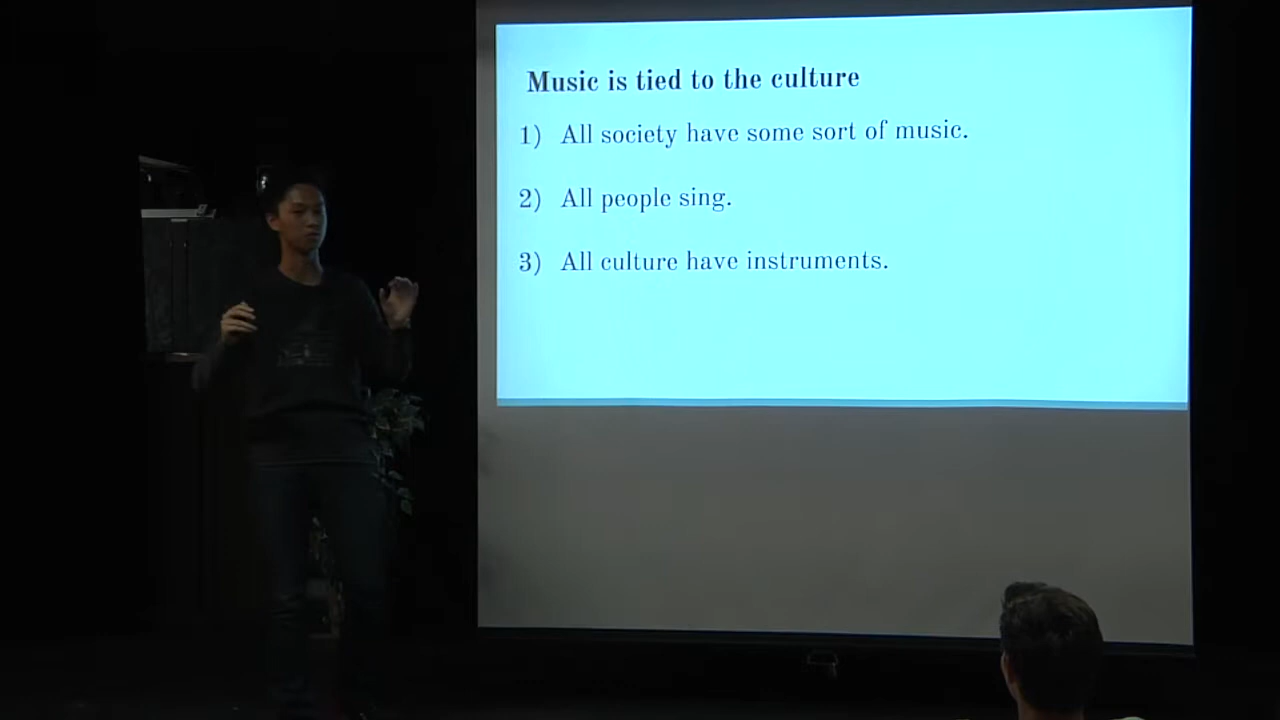 Music is tied to the culture
1) All society have some sort of music.
2) All people sing.
3) All culture have instruments.